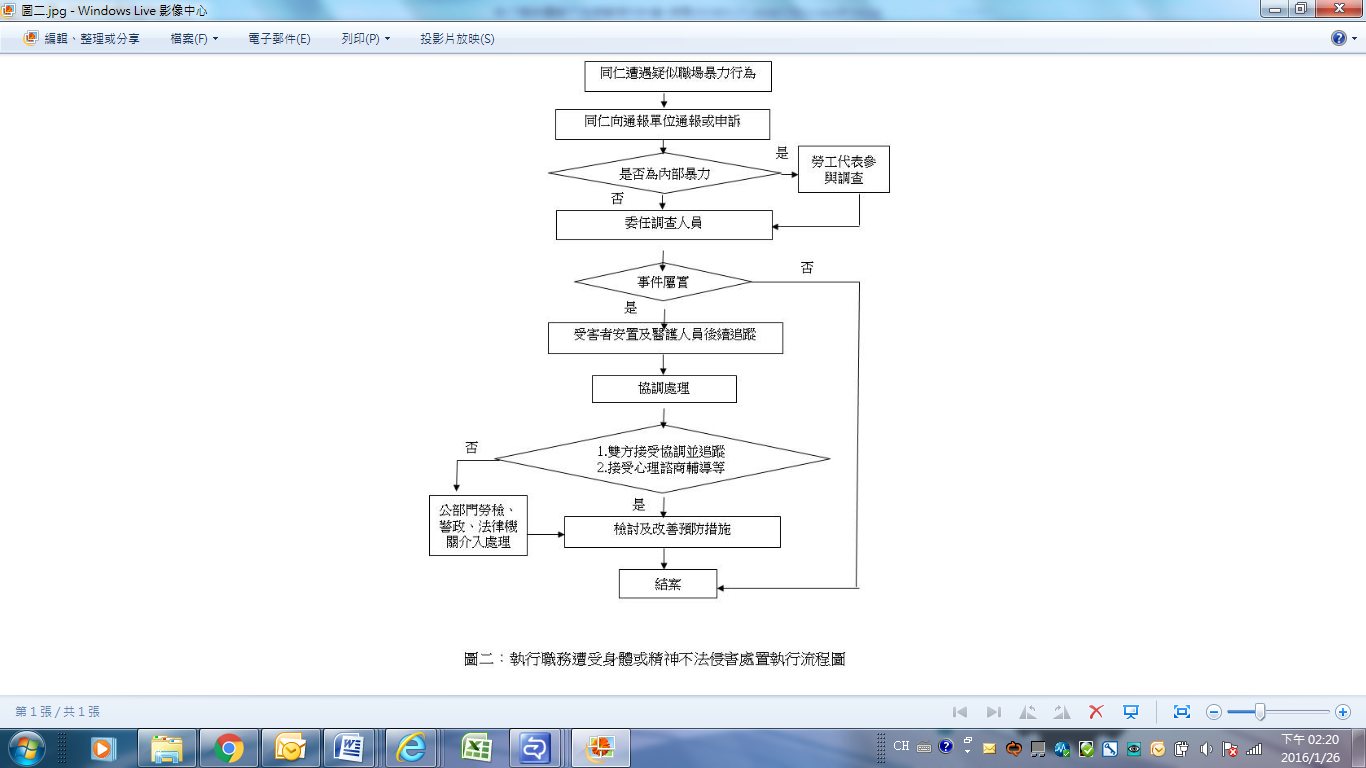 圖二.jpg - Windows Live 影像中心
編輯、整理或分享
檔案(F)
電子郵件(E)
列印(P)
投影片放映(S)
同仁遭遇疑似職場暴力行為
同仁向通報單位通報或申訴
是否為內部暴力
是
勞工代表參
與調查
否
委任調查人員
事件屬實
否
是
受害者安置及醫護人員後續追蹤
協調處理
1.雙方接受協調並追蹤
2.接受心理諮商輔導等
否
是
公部門勞檢、
警政、法律機
關介入處理
檢討及改善預防措施
結案
圖二：執行職務遭受身體或精神不法侵害處置執行流程圖
第 1 張 / 共 1 張
CH
下午 02:20
2016/1/26